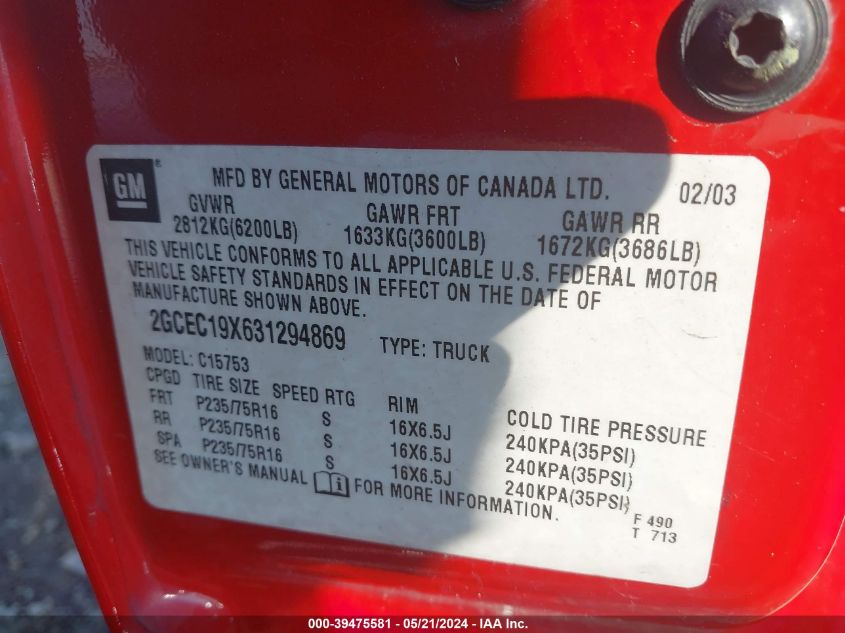 GM
MFD BY GENERAL MOTORS OF CANADA LTD. 02/03
GVWR GAWR FRT GAWR RR
2812KG(6200LB) 1633KG(3600LB) 1672KG(3686LB)
THIS VEHICLE CONFORMS TO ALL APPLICABLE U.S. FEDERAL MOTOR
VEHICLE SAFETY STANDARDS IN EFFECT ON THE DATE OF
MANUFACTURE SHOWN ABOVE.
2GCEC19X631294869 TYPE: TRUCK
MODEL: C15753
CPGD TIRE SIZE SPEED RTG RIM COLD TIRE PRESSURE
FRT P235/75R16 S 16X6.5J 240KPA(35PSI)
RR P235/75R16 S 16X6.5J 240KPA(35PSI)
SPA P235/75R16 S 16X6.5J 240KPA(35PSI)
SEE OWNER'S MANUAL i FOR MORE INFORMATION.
F 490
T 713
000-39475581 - 05/21/2024 - IAA Inc.